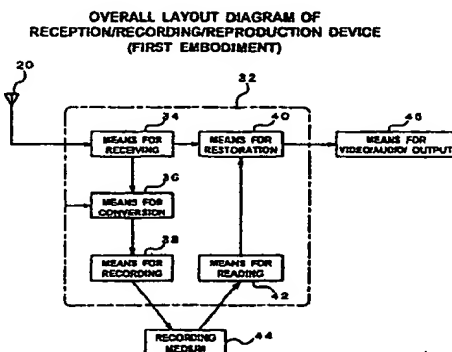 OVERALL LAYOUT DIAGRAM OF
RECEPTION/RECORDING/REPRODUCTION DEVICE
(FIRST EMBODIMENT)
20
32
34
40
46
MEANS FOR
RECEIVING
MEANS FOR
RESTORATION
MEANS FOR
VIDEO/AUDIO OUTPUT
36
MEANS FOR
CONVERSION
38
MEANS FOR
RECORDING
MEANS FOR
READING
42
RECORDING
MEDIUM
44